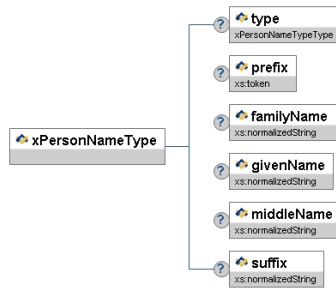 xPersonNameType
? type
xPersonNameTypeType
? prefix
xs:token
? familyName
xs:normalizedString
? givenName
xs:normalizedString
? middleName
xs:normalizedString
? suffix
xs:normalizedString